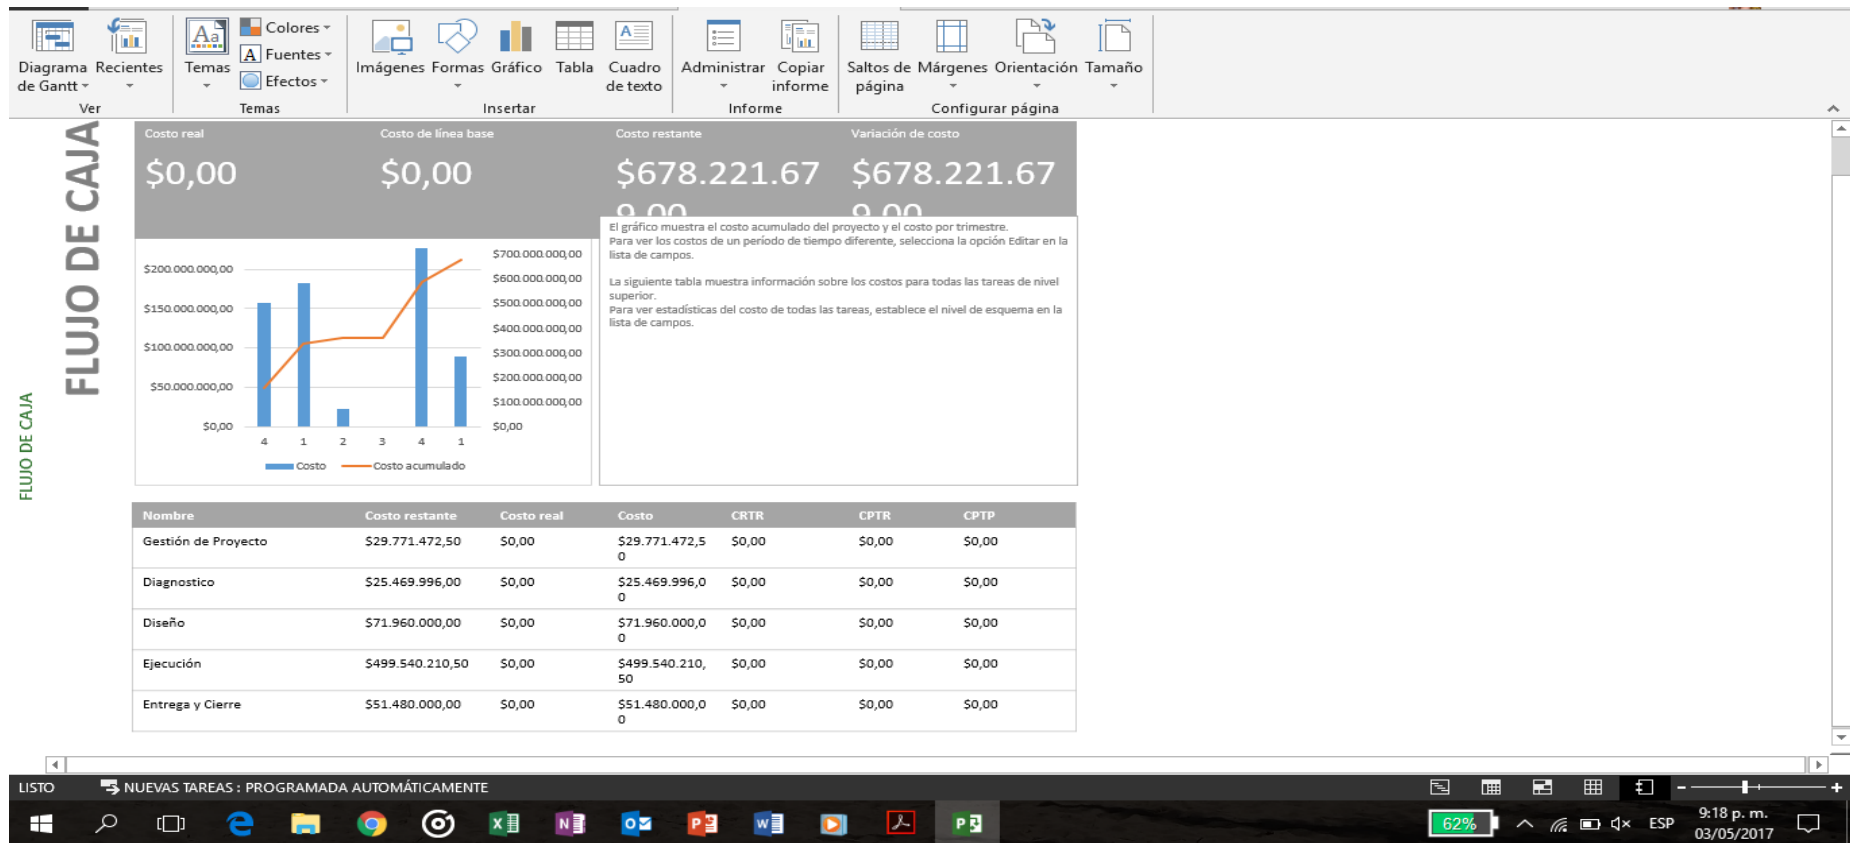 Diagrama de Gantt
Recientes
Temas
Colores
Fuentes
Efectos
Imágenes Formas Gráfico Tabla Cuadro de texto
Administrar Copiar informe
Saltos de página Márgenes Orientación Tamaño
Ver Temas Insertar Informe Configurar página
FLUJO DE CAJA
FLUJO DE CAJA
Costo real Costo de línea base Costo restante Variación de costo
$0,00 $0,00 $678.221.67 $678.221.67
9,00 9,00
El gráfico muestra el costo acumulado del proyecto y el costo por trimestre.
Para ver los costos de un período de tiempo diferente, selecciona la opción Editar en la
lista de campos.
La siguiente tabla muestra información sobre los costos para todas las tareas de nivel
superior.
Para ver estadísticas del costo de todas las tareas, establece el nivel de esquema en la
lista de campos.
$200.000.000,00
$150.000.000,00
$100.000.000,00
$50.000.000,00
$0,00
$700.000.000,00
$600.000.000,00
$500.000.000,00
$400.000.000,00
$300.000.000,00
$200.000.000,00
$100.000.000,00
$0,00
4 1 2 3 4 1
Costo Costo acumulado
Nombre Costo restante Costo real Costo CRTR CPTR CPTP
Gestión de Proyecto $29.771.472,50 $0,00 $29.771.472,5 $0,00 $0,00 $0,00
0
Diagnostico $25.469.996,00 $0,00 $25.469.996,0 $0,00 $0,00 $0,00
0
Diseño $71.960.000,00 $0,00 $71.960.000,0 $0,00 $0,00 $0,00
0
Ejecución $499.540.210,50 $0,00 $499.540.210, $0,00 $0,00 $0,00
50
Entrega y Cierre $51.480.000,00 $0,00 $51.480.000,0 $0,00 $0,00 $0,00
0
LISTO NUEVAS TAREAS : PROGRAMADA AUTOMÁTICAMENTE
62% ESP 9:18 p. m.
03/05/2017